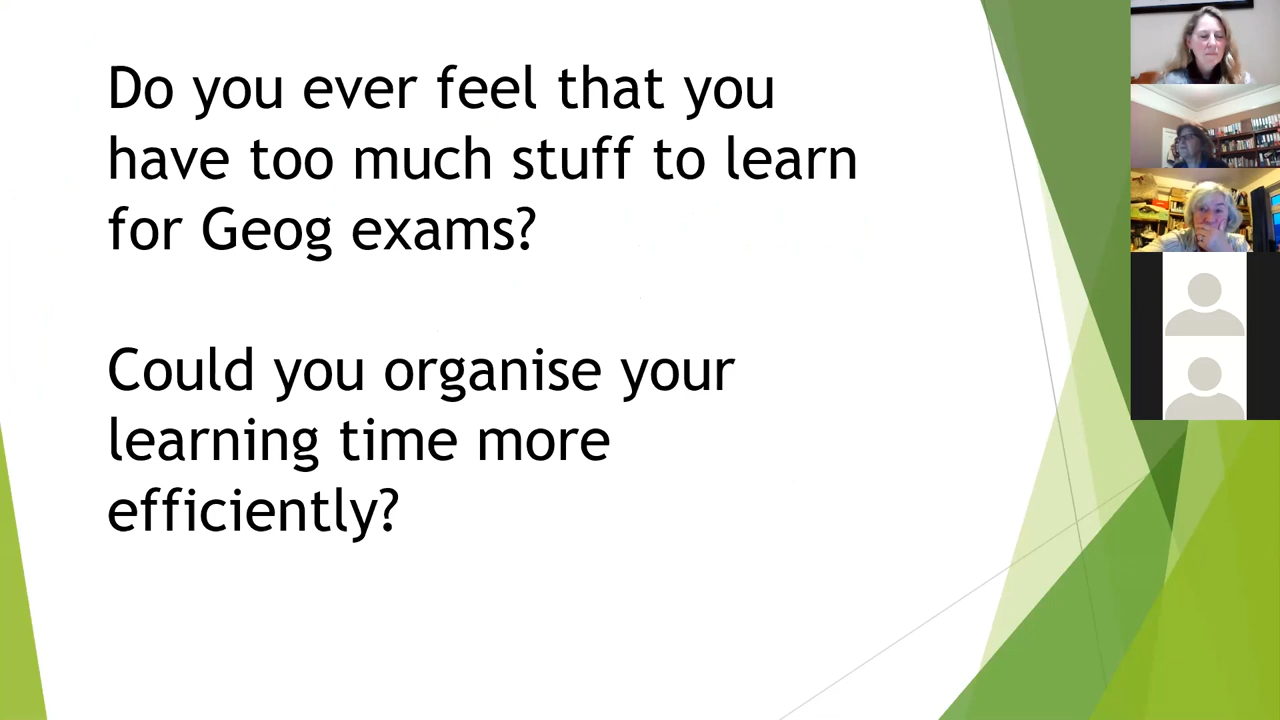 Do you ever feel that you
have too much stuff to learn
for Geog exams?
Could you organise your
learning time more
efficiently?